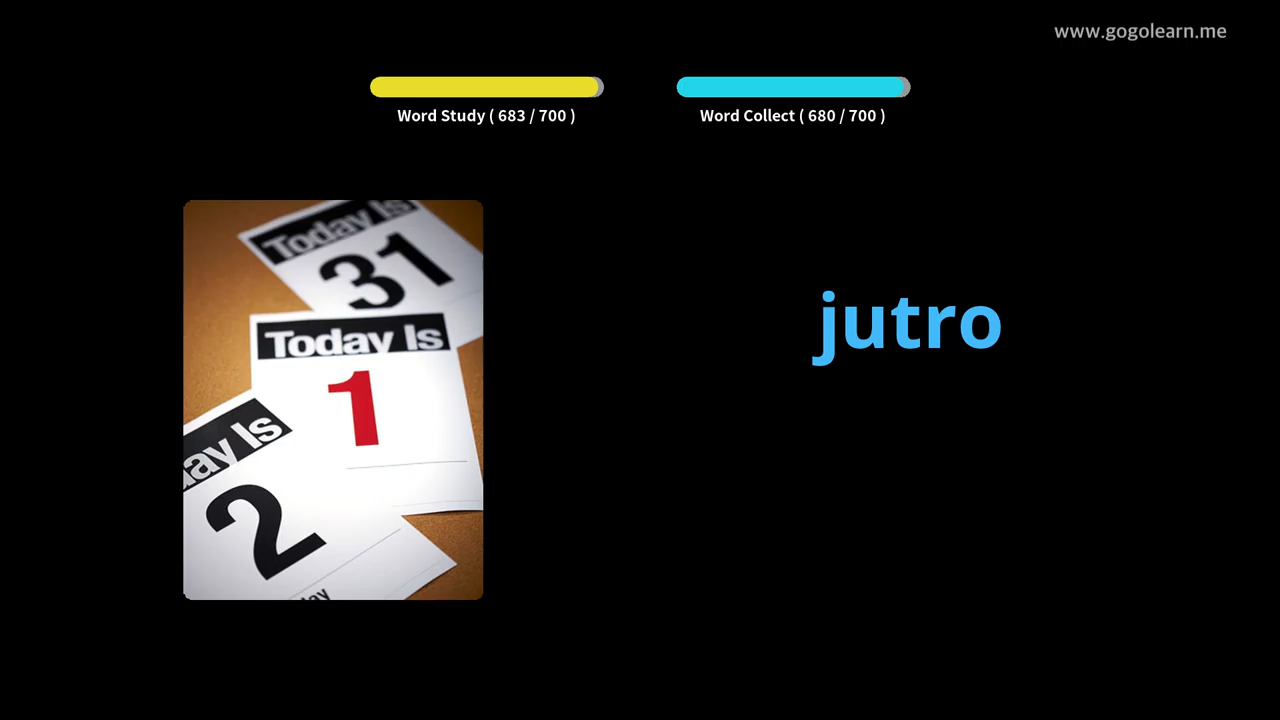 www.gogolearn.me
Word Study ( 683 / 700 )
Word Collect ( 680 / 700 )
Today Is
31
Today Is
1
ay Is
2
ay
jutro